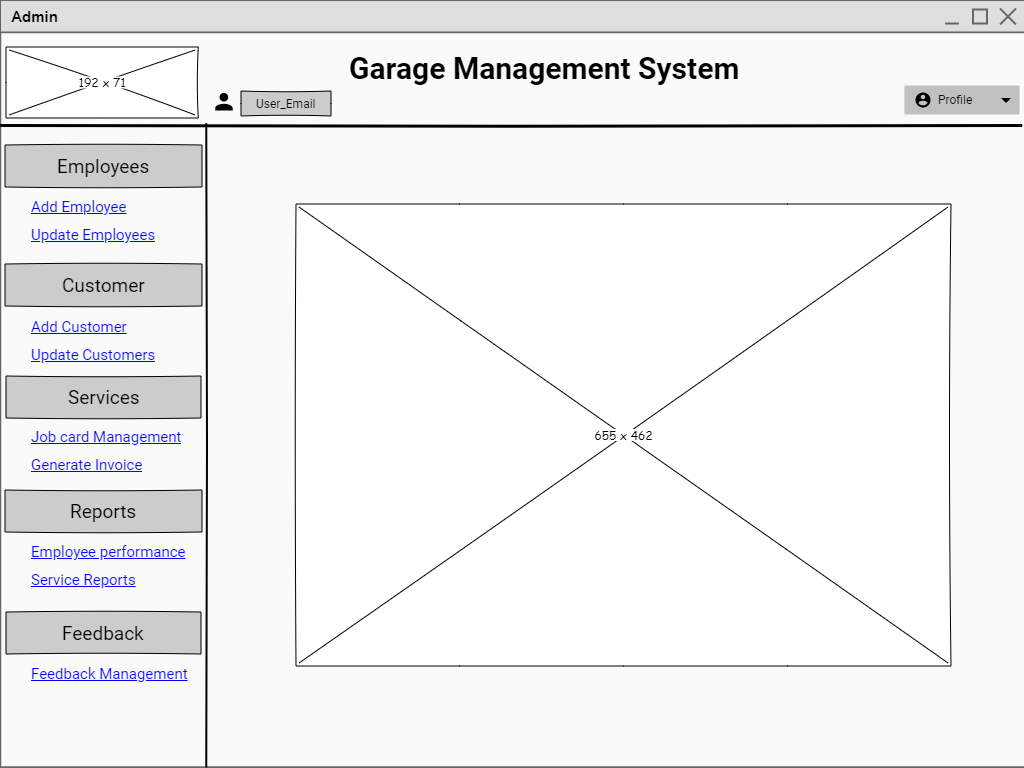 Admin
192 x 71
Garage Management System
User_Email
Profile
Employees
Add Employee
Update Employees
Customer
Add Customer
Update Customers
Services
Job card Management
Generate Invoice
Reports
Employee performance
Service Reports
Feedback
Feedback Management
655 x 462